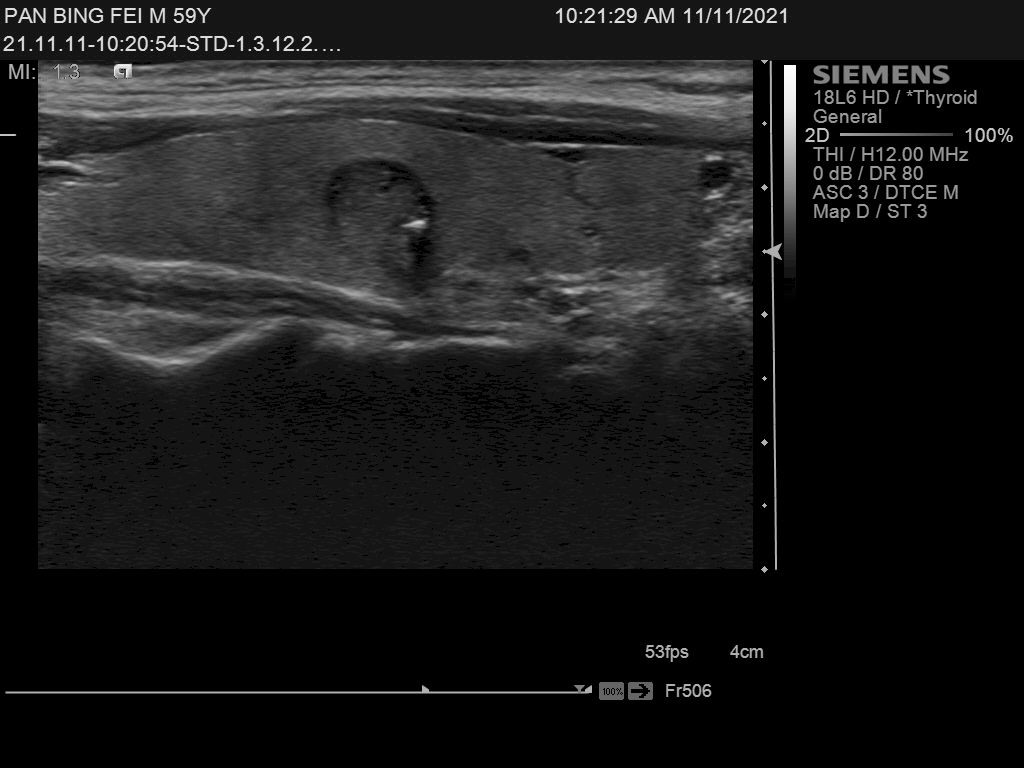 PAN BING FEI M 59Y
10:21:29 AM 11/11/2021
21.11.11-10:20:54-STD-1.3.12.2....
MI: 1.3
SIEMENS
18L6 HD / *Thyroid
General
2D 100%
THI / H12.00 MHz
0 dB / DR 80
ASC 3 / DTCE M
Map D / ST 3
53fps 4cm
100% Fr506